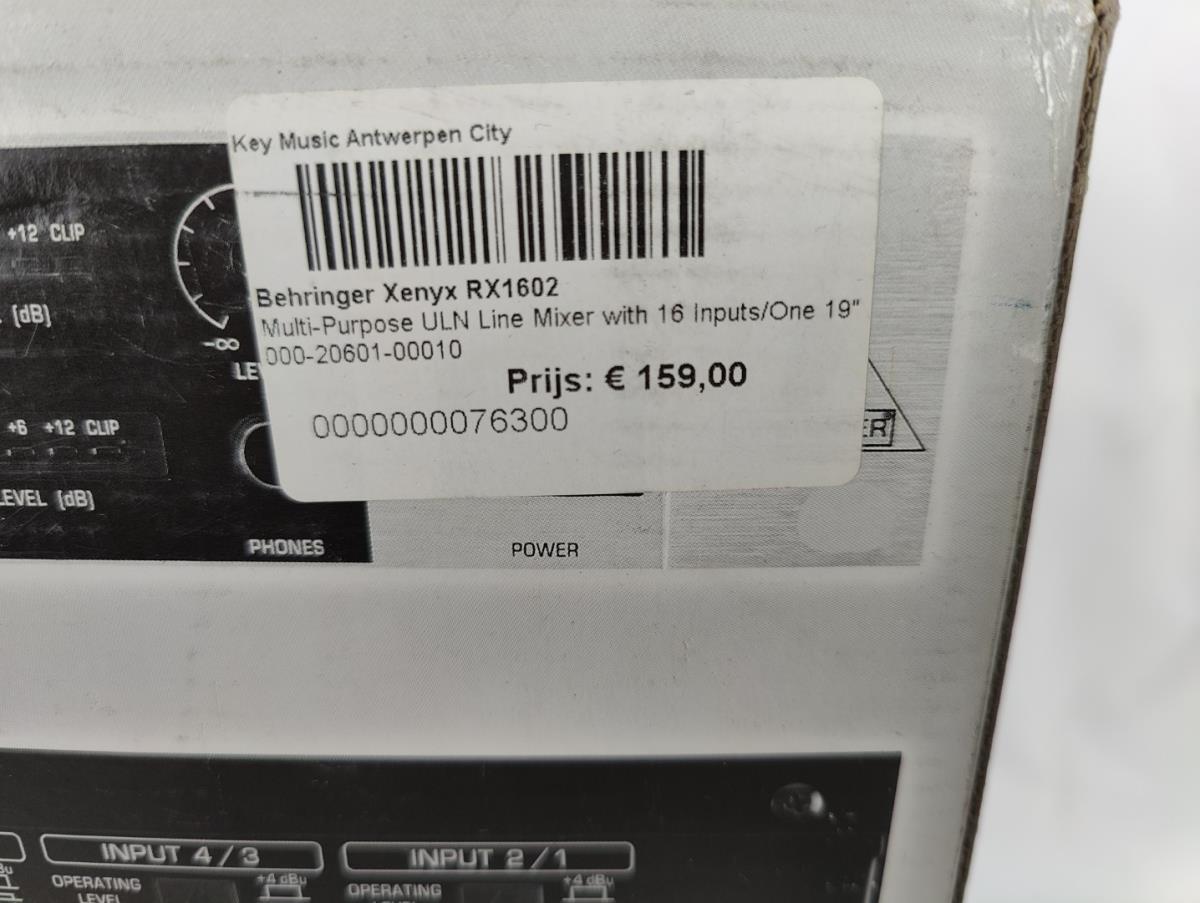 Key Music Antwerpen City
Behringer Xenyx RX1602
Multi-Purpose ULN Line Mixer with 16 Inputs/One 19"
000-20601-00010
Prijs: € 159,00
0000000076300
+12 CLIP
[dB]
-∞
+6 +12 CLIP
LEVEL [dB]
PHONES
POWER
INPUT 4/3
INPUT 2/1
OPERATING
LEVEL
+4 dBu
OPERATING
+4 dBu